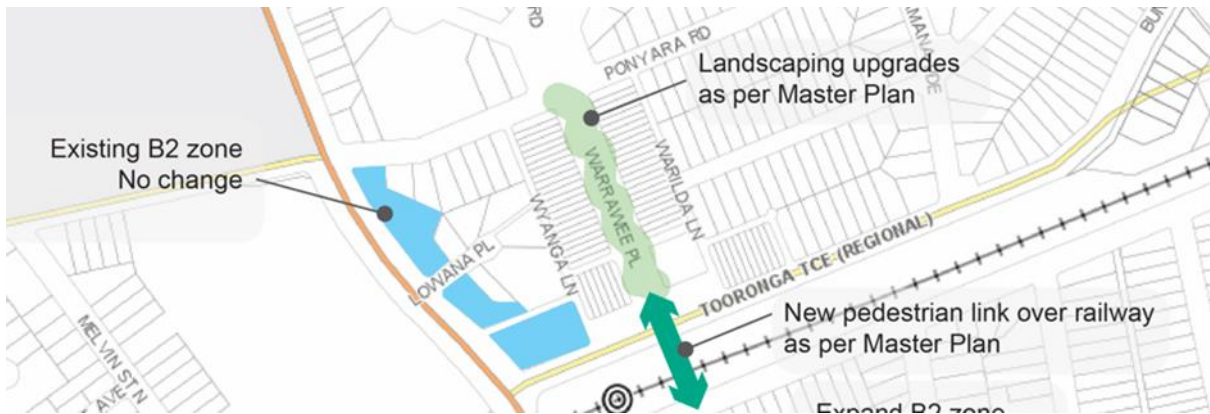 RD
PONYARA RD
Landscaping upgrades
as per Master Plan
Existing B2 zone
No change
WARRAWEE PL
WARILDA LN
WYANGA LN
LOWANA PL
TOORONGA TCE (REGIONAL)
New pedestrian link over railway
as per Master Plan
MELVIN ST N
AVE
Expand B2 zone